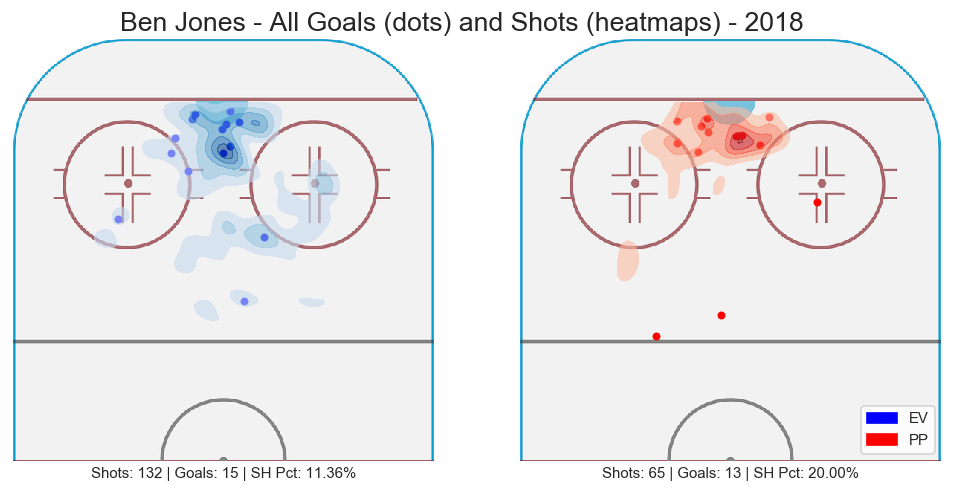 Ben Jones - All Goals (dots) and Shots (heatmaps) - 2018
EV
PP
Shots: 132 | Goals: 15 | SH Pct: 11.36%
Shots: 65 | Goals: 13 | SH Pct: 20.00%